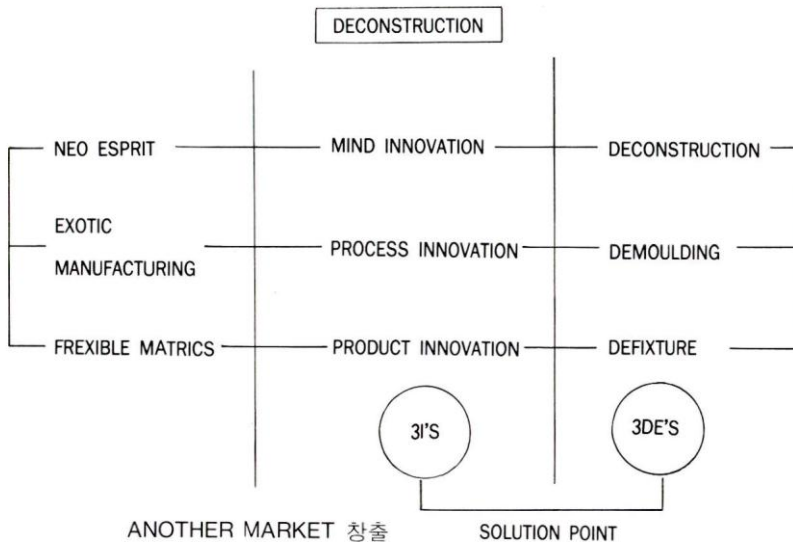 DECONSTRUCTION
NEO ESPRIT MIND INNOVATION DECONSTRUCTION
EXOTIC
MANUFACTURING PROCESS INNOVATION DEMOULDING
FREXIBLE MATRICS PRODUCT INNOVATION DEFIXTURE
3I'S 3DE'S
ANOTHER MARKET 창출 SOLUTION POINT